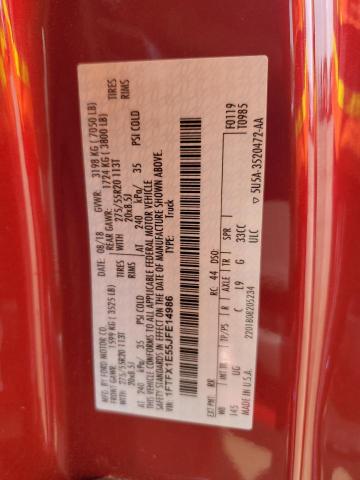 MFD. BY FORD MOTOR CO.
DATE: 08/18 GVWR: 3198 KG ( 7050 LB)
FRONT GAWR: 1599 KG ( 3525 LB) REAR GAWR: 1724 KG ( 3800 LB)
275/55R20 113T WITH 275/55R20 113T TIRES
20x8.5J 20x8.5J RIMS
AT 240 kPa/ 35 PSI COLD AT 240 kPa/ 35 PSI COLD
THIS VEHICLE CONFORMS TO ALL APPLICABLE FEDERAL MOTOR VEHICLE
SAFETY STANDARDS IN EFFECT ON THE DATE OF MANUFACTURE SHOWN ABOVE.
VIN: 1FTFX1E55JFE14986
TYPE: Truck
F0119
T0985
EXT PNT: RR RC: 44 DSO:
WB BRK INT TR TP/PS R AXLE TR SPR
145 UG C L9 G 33CC
ULC
2201808205234
MADE IN U.S.A. 5U5A-3520472-AA